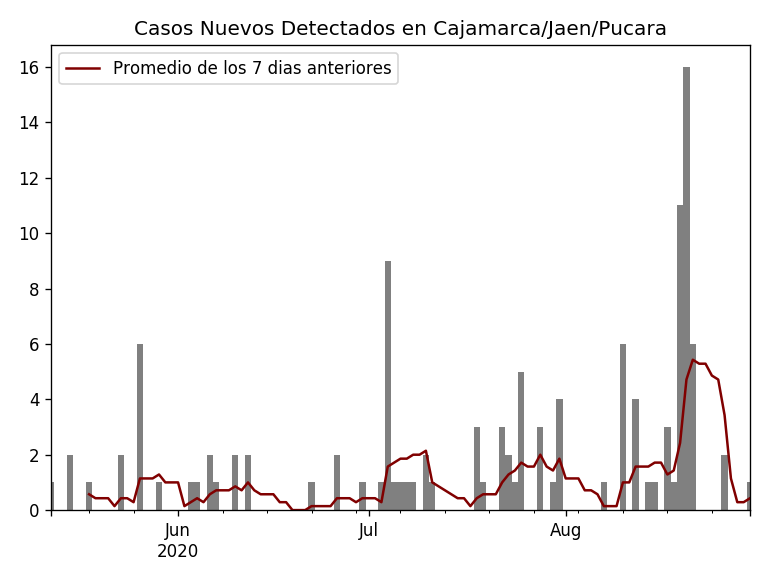 Casos Nuevos Detectados en Cajamarca/Jaen/Pucara
Promedio de los 7 dias anteriores
16
14
12
10
8
6
4
2
0
Jun
2020
Jul
Aug